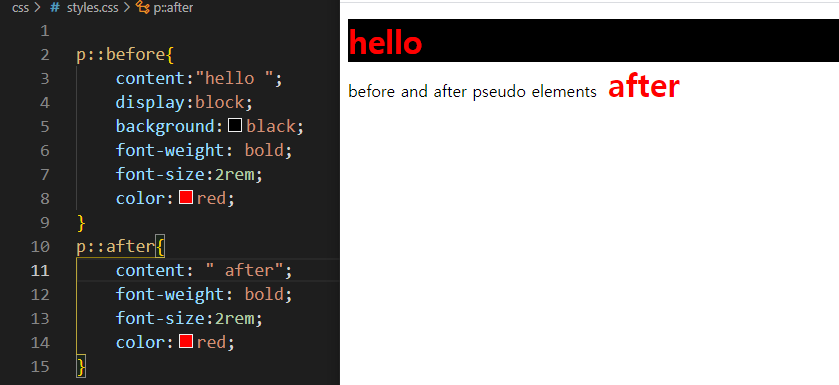 css > # styles.css > p::after
1
2 p::before{
3 content:"hello ";
4 display:block;
5 background:black;
6 font-weight: bold;
7 font-size:2rem;
8 color:red;
9 }
10 p::after{
11 content: " after";
12 font-weight: bold;
13 font-size:2rem;
14 color:red;
15 }
hello
before and after pseudo elements after